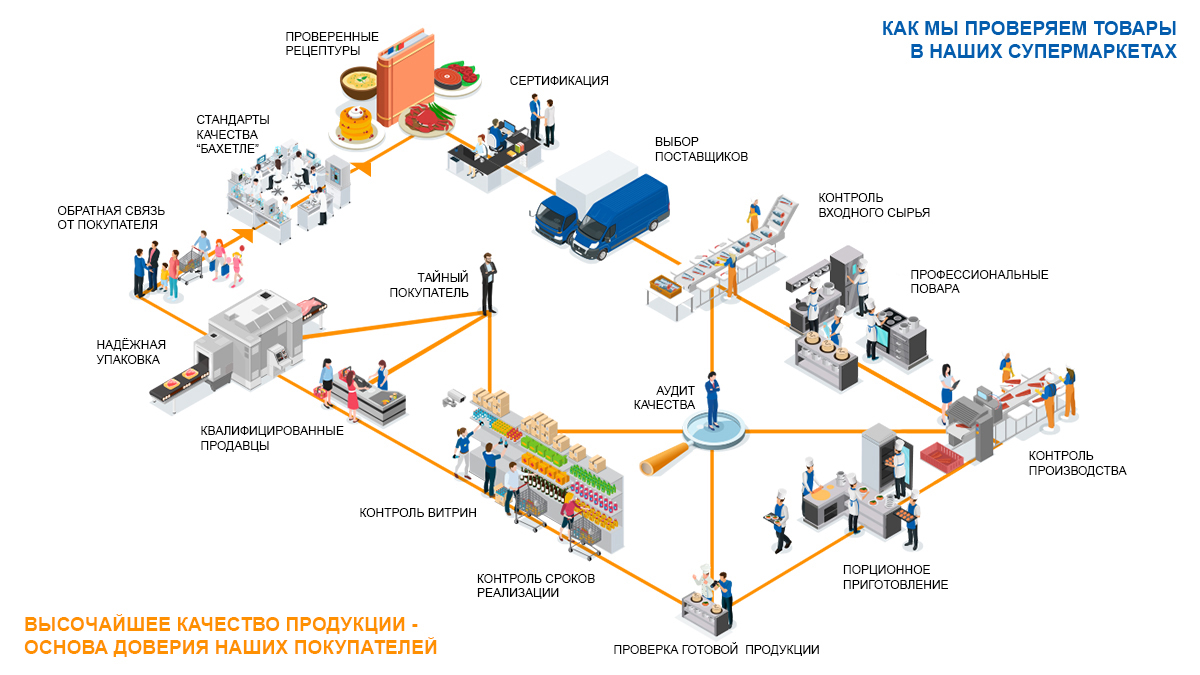 КАК МЫ ПРОВЕРЯЕМ ТОВАРЫ
В НАШИХ СУПЕРМАРКЕТАХ
ПРОВЕРЕННЫЕ
РЕЦЕПТУРЫ
СЕРТИФИКАЦИЯ
СТАНДАРТЫ
КАЧЕСТВА
“БАХЕТЛЕ”
ВЫБОР
ПОСТАВЩИКОВ
КОНТРОЛЬ
ВХОДНОГО СЫРЬЯ
ОБРАТНАЯ СВЯЗЬ
ОТ ПОКУПАТЕЛЯ
ТАЙНЫЙ
ПОКУПАТЕЛЬ
ПРОФЕССИОНАЛЬНЫЕ
ПОВАРА
НАДЁЖНАЯ
УПАКОВКА
АУДИТ
КАЧЕСТВА
КВАЛИФИЦИРОВАННЫЕ
ПРОДАВЦЫ
КОНТРОЛЬ
ПРОИЗВОДСТВА
КОНТРОЛЬ ВИТРИН
КОНТРОЛЬ СРОКОВ
РЕАЛИЗАЦИИ
ПОРЦИОННОЕ
ПРИГОТОВЛЕНИЕ
ПРОВЕРКА ГОТОВОЙ ПРОДУКЦИИ
ВЫСОЧАЙШЕЕ КАЧЕСТВО ПРОДУКЦИИ -
ОСНОВА ДОВЕРИЯ НАШИХ ПОКУПАТЕЛЕЙ